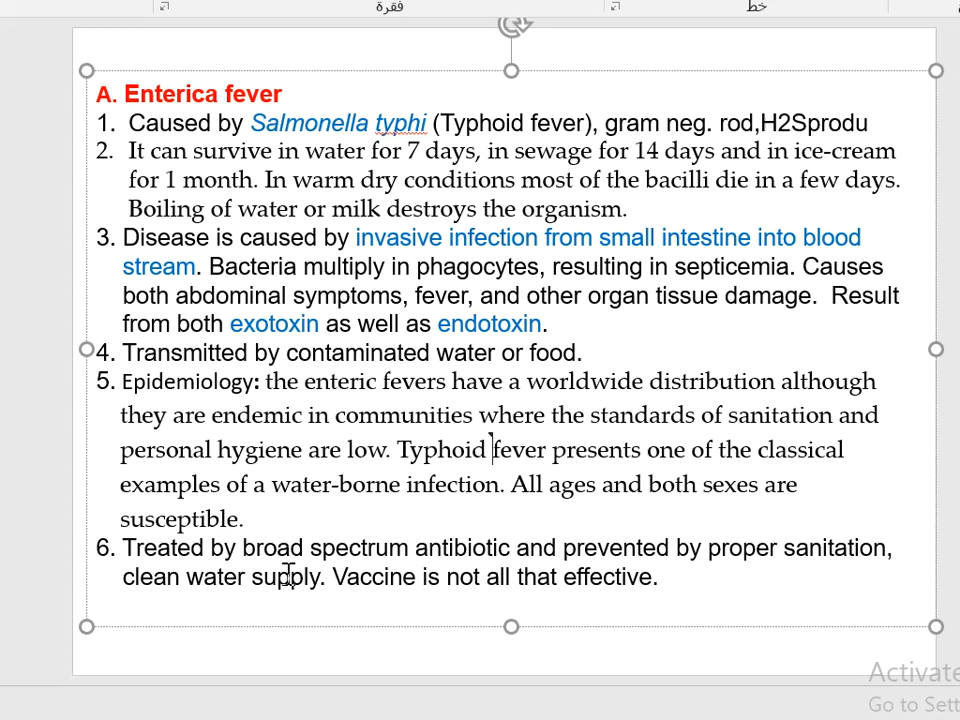 فقرة
خط
A. Enterica fever
1. Caused by Salmonella typhi (Typhoid fever), gram neg. rod,H2Sprodu
2. It can survive in water for 7 days, in sewage for 14 days and in ice-cream
for 1 month. In warm dry conditions most of the bacilli die in a few days.
Boiling of water or milk destroys the organism.
3. Disease is caused by invasive infection from small intestine into blood
stream. Bacteria multiply in phagocytes, resulting in septicemia. Causes
both abdominal symptoms, fever, and other organ tissue damage. Result
from both exotoxin as well as endotoxin.
4. Transmitted by contaminated water or food.
5. Epidemiology: the enteric fevers have a worldwide distribution although
they are endemic in communities where the standards of sanitation and
personal hygiene are low. Typhoid fever presents one of the classical
examples of a water-borne infection. All ages and both sexes are
susceptible.
6. Treated by broad spectrum antibiotic and prevented by proper sanitation,
clean water supply. Vaccine is not all that effective.
Activate
Go to Sett